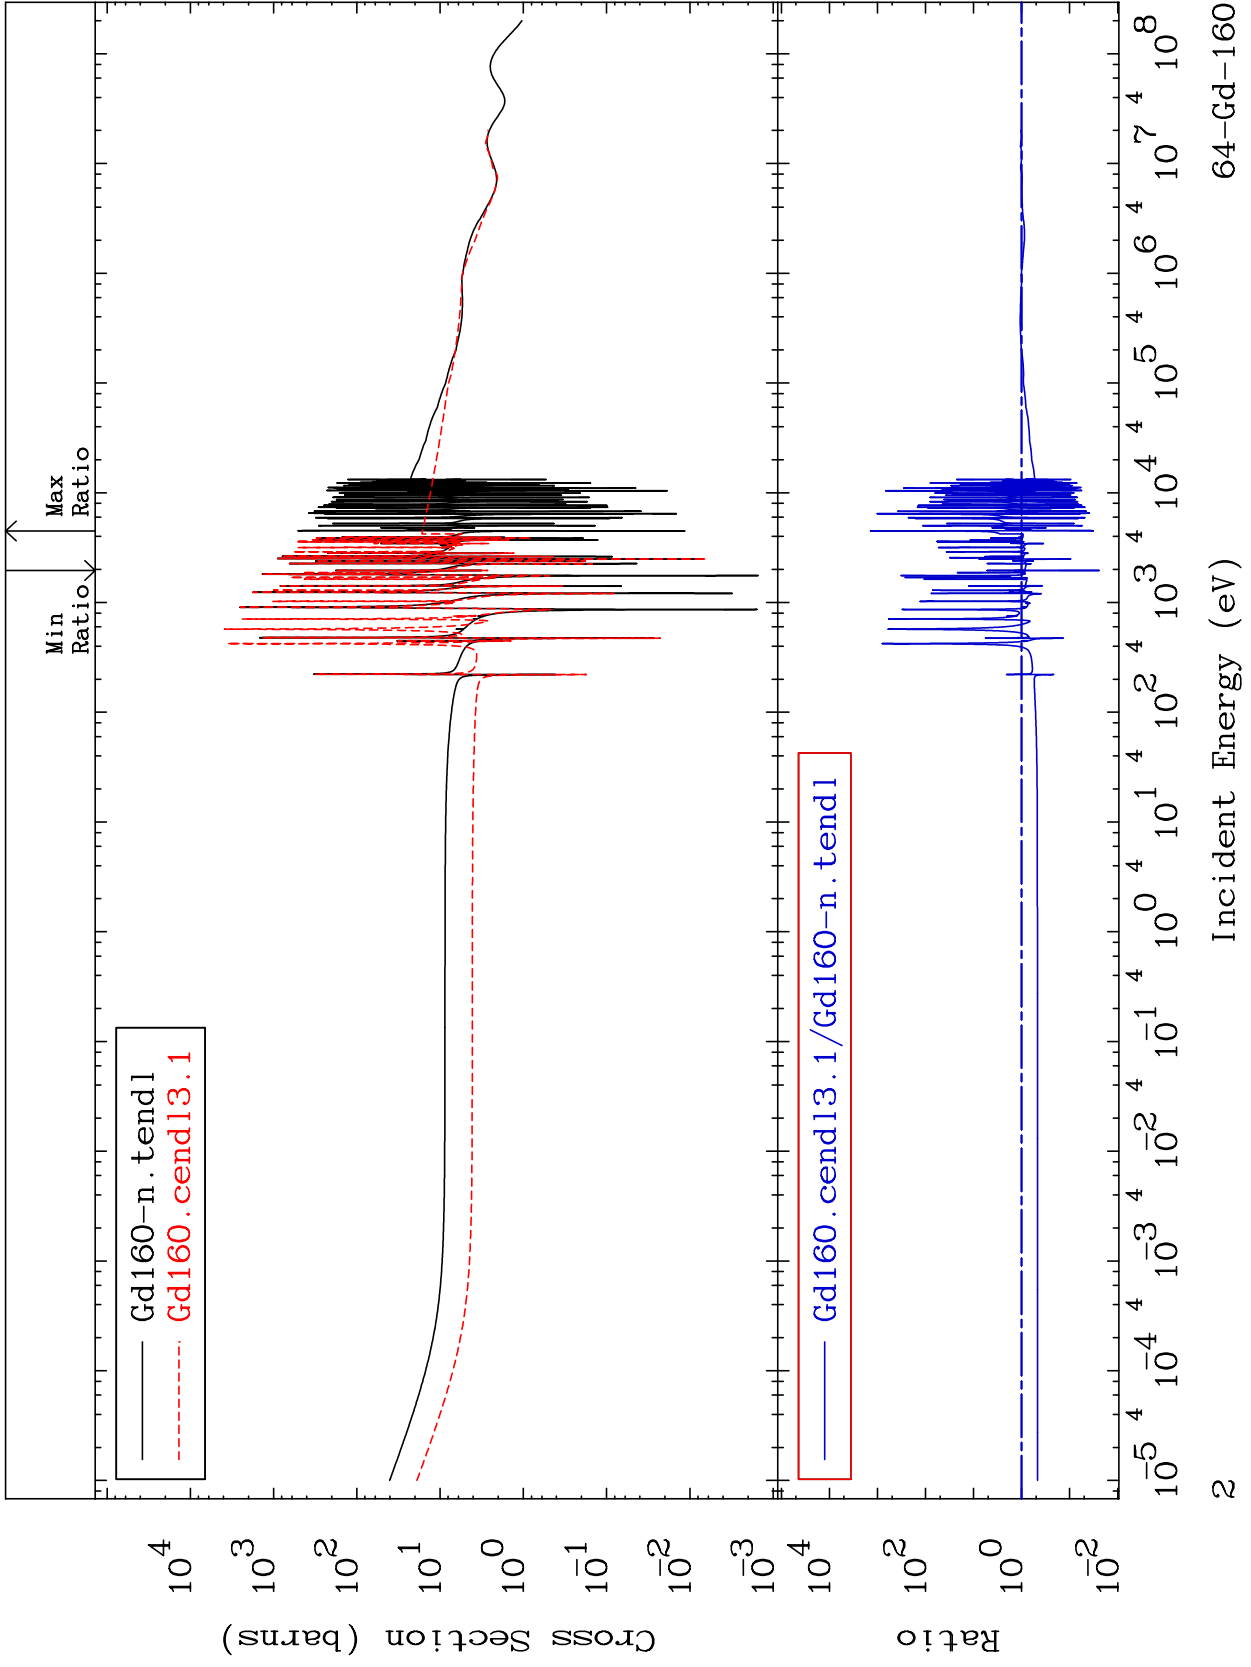 Min
Ratio
Max
Ratio
Cross Section (barns)
10^4
10^3
10^2
10^1
10^0
10^-1
10^-2
10^-3
Gd160-n.tendl
Gd160.cendl3.1
Ratio
10^4
10^2
10^0
10^-2
Gd160.cendl3.1/Gd160-n.tendl
10^-5 4 10^-4 4 10^-3 4 10^-2 4 10^-1 4 10^0 4 10^1 4 10^2 4 10^3 4 10^4 4 10^5 4 10^6 4 10^7 4 10^8
2 Incident Energy (eV) 64-Gd-160